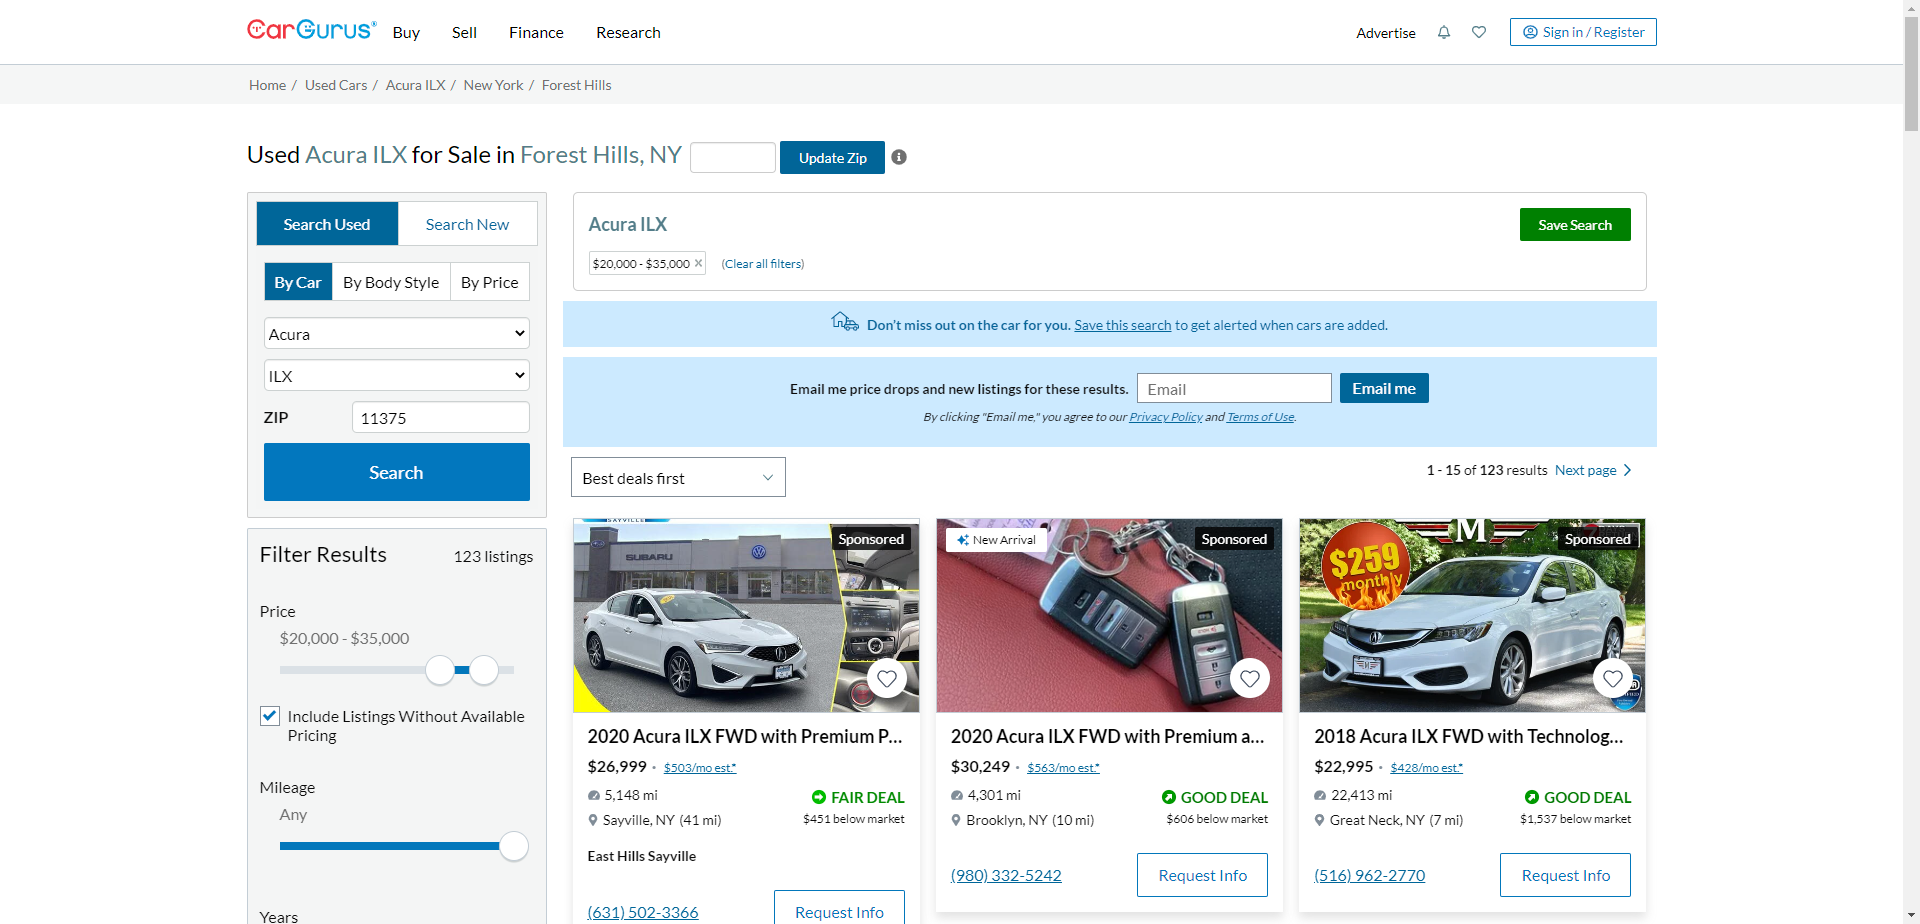 CarGurus
Buy
Sell
Finance
Research
Advertise
Sign in / Register
Home / Used Cars / Acura ILX / New York / Forest Hills
Used Acura ILX for Sale in Forest Hills, NY
Update Zip
Search Used
Search New
By Car
By Body Style
By Price
Acura
ILX
ZIP
11375
Search
Filter Results
123 listings
Price
$20,000 - $35,000
Include Listings Without Available
Pricing
Mileage
Any
Years
Acura ILX
Save Search
$20,000 - $35,000
(Clear all filters)
Don't miss out on the car for you. Save this search to get alerted when cars are added.
Email me price drops and new listings for these results.
Email
Email me
By clicking "Email me," you agree to our Privacy Policy and Terms of Use.
Best deals first
1 - 15 of 123 results
Next page
SAYVILLE
SUBARU
Sponsored
2020 Acura ILX FWD with Premium P...
$26,999 · $503/mo est.*
5,148 mi
FAIR DEAL
Sayville, NY (41 mi)
$451 below market
East Hills Sayville
(631) 502-3366
Request Info
New Arrival
Sponsored
2020 Acura ILX FWD with Premium a...
$30,249 · $563/mo est.*
4,301 mi
GOOD DEAL
Brooklyn, NY (10 mi)
$606 below market
(980) 332-5242
Request Info
M
$259
monthly
Sponsored
2018 Acura ILX FWD with Technolog...
$22,995 · $428/mo est.*
22,413 mi
GOOD DEAL
Great Neck, NY (7 mi)
$1,537 below market
(516) 962-2770
Request Info